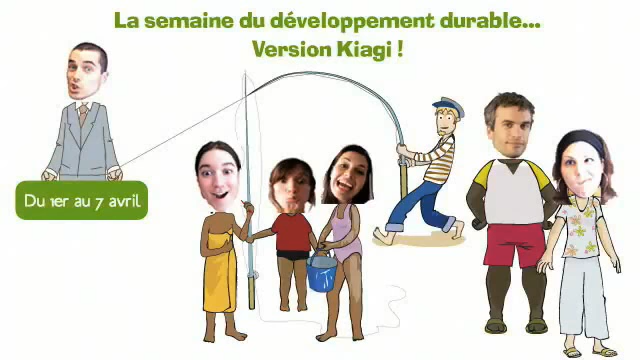 La semaine du développement durable...
Version Kiagi !
Du 1er au 7 avril